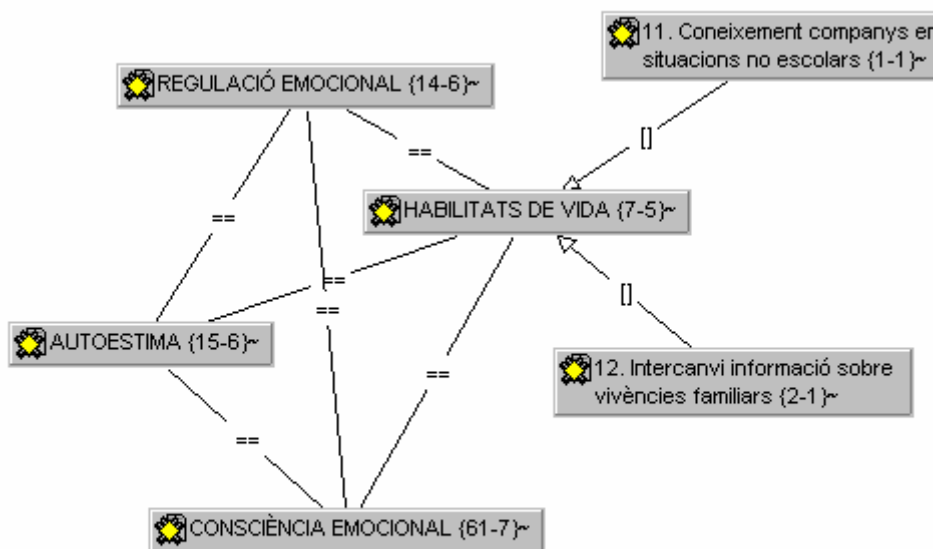 11. Coneixement companys en
situacions no escolars {1-1}~
REGULACIÓ EMOCIONAL {14-6}~
[]
==
HABILITATS DE VIDA {7-5}~
==
==
[]
==
AUTOESTIMA {15-6}~
12. Intercanvi informació sobre
vivències familiars {2-1}~
==
==
CONSCIÈNCIA EMOCIONAL {61-7}~